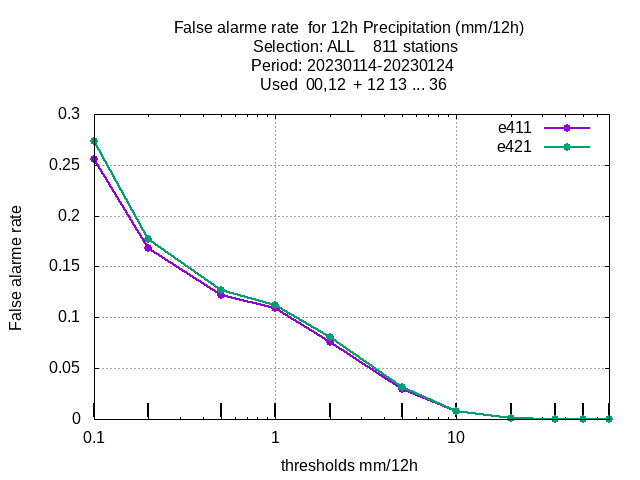 False alarme rate  for 12h Precipitation (mm/12h)
Selection: ALL    811 stations
Period: 20230114-20230124
Used  00,12  + 12 13 ... 36
0.3
e411
e421
0.25
0.2
0.15
0.1
0.05
0
False alarme rate
0.1
1
10
thresholds mm/12h